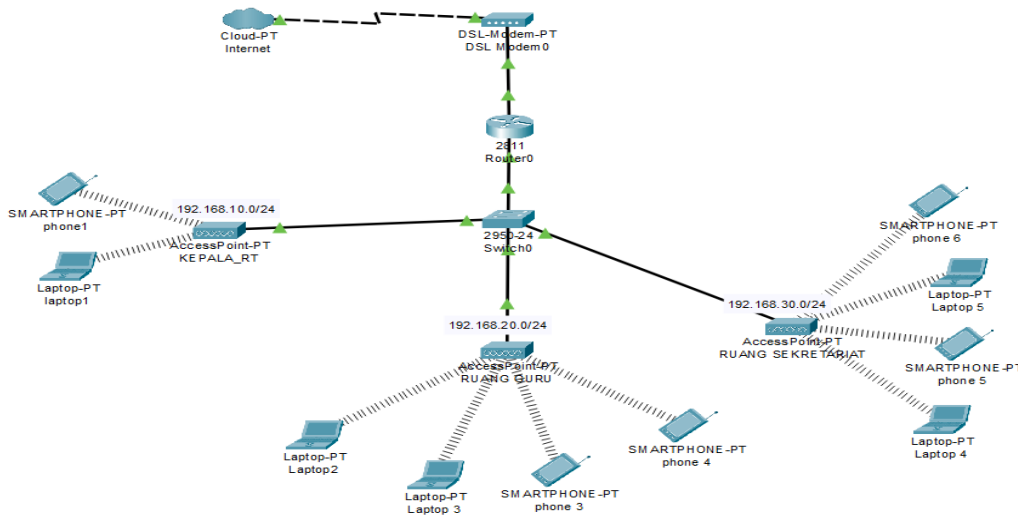 Cloud-PT
Internet
DSL-Modem-PT
DSL Modem0
2811
Router0
SMARTPHONE-PT
phone1
192.168.10.0/24
AccessPoint-PT
KEPALA_RT
Laptop-PT
laptop1
2950-24
Switch0
SMARTPHONE-PT
phone 6
Laptop-PT
Laptop 5
192.168.30.0/24
AccessPoint-PT
RUANG SEKRETARIAT
SMARTPHONE-PT
phone 5
Laptop-PT
Laptop 4
192.168.20.0/24
AccessPoint-PT
RUANG GURU
Laptop-PT
Laptop2
Laptop-PT
Laptop 3
SMARTPHONE-PT
phone 3
SMARTPHONE-PT
phone 4